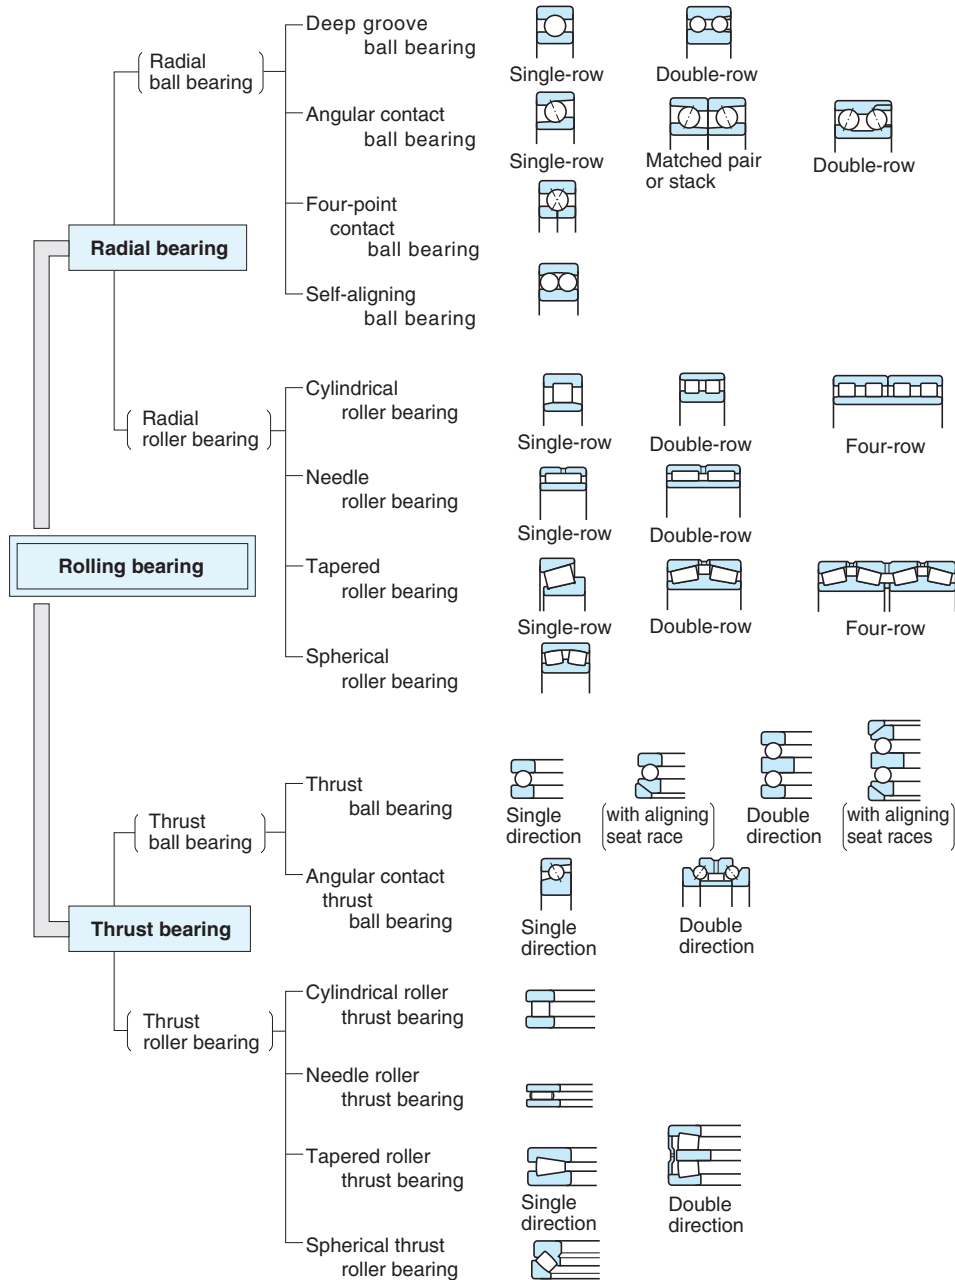 Deep groove
ball bearing
Single-row
Double-row
Radial
ball bearing
Angular contact
ball bearing
Single-row
Matched pair
or stack
Double-row
Four-point
contact
ball bearing
Radial bearing
Self-aligning
ball bearing
Cylindrical
roller bearing
Single-row
Double-row
Four-row
Radial
roller bearing
Needle
roller bearing
Single-row
Double-row
Rolling bearing
Tapered
roller bearing
Single-row
Double-row
Four-row
Spherical
roller bearing
Thrust
ball bearing
Single
direction
with aligning
seat race
Double
direction
with aligning
seat races
Thrust
ball bearing
Angular contact
thrust
ball bearing
Single
direction
Double
direction
Thrust bearing
Cylindrical roller
thrust bearing
Thrust
roller bearing
Needle roller
thrust bearing
Tapered roller
thrust bearing
Single
direction
Double
direction
Spherical thrust
roller bearing